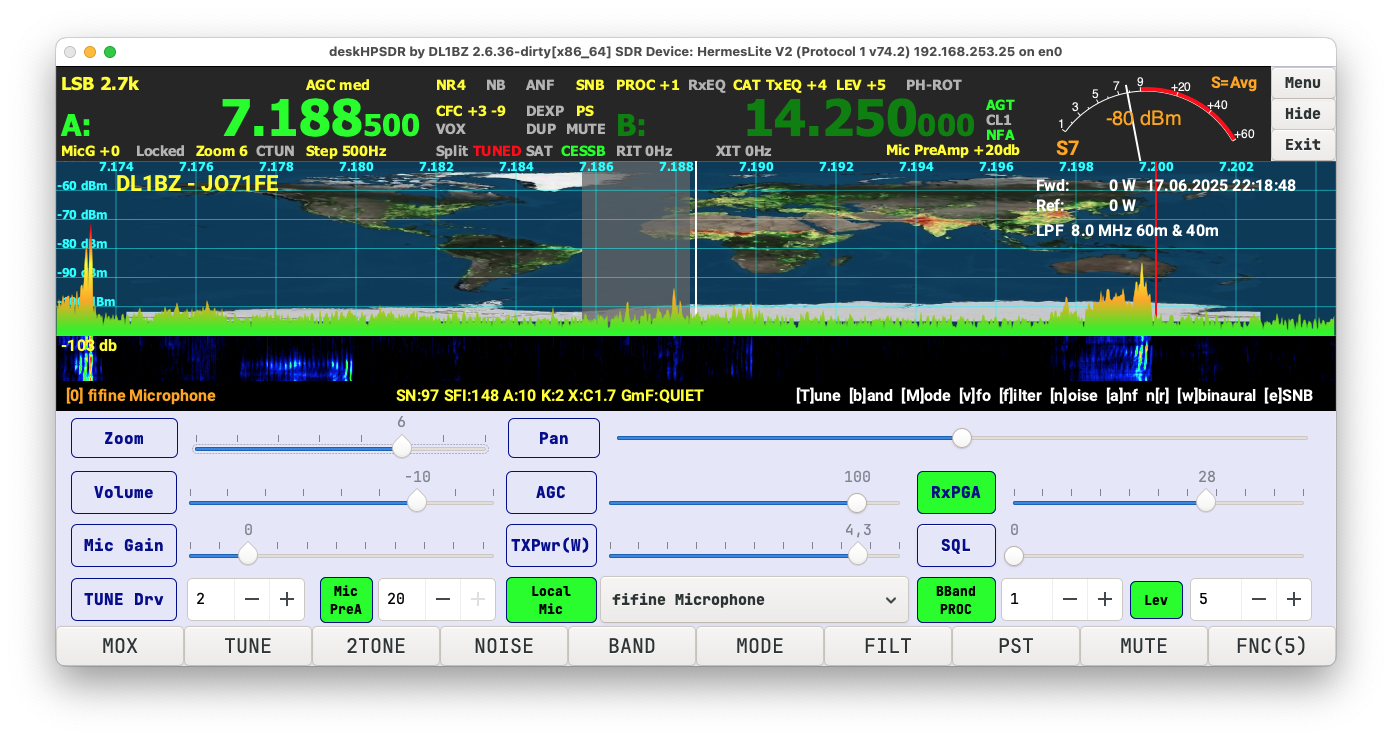 deskHPSDR by DL1BZ 2.6.36-dirty[x86_64] SDR Device: HermesLite V2 (Protocol 1 v74.2) 192.168.253.25 on en0
LSB 2.7k AGC med NR4 NB ANF SNB PROC +1 RxEQ CAT TxEQ +4 LEV +5 PH-ROT
A: 7.188500 CFC +3 -9 DEXP PS B: 14.250000 AGT
VOX DUP MUTE CL1
NFA
MicG +0 Locked Zoom 6 CTUN Step 500Hz Split TUNED SAT CESSB RIT 0Hz XIT 0Hz Mic PreAmp +20db
1 3 5 7 9 +20 +40 +60
S=Avg
-80 dBm
S7
Menu
Hide
Exit
7.174 7.176 7.178 7.180 7.182 7.184 7.186 7.188 7.190 7.192 7.194 7.196 7.198 7.200 7.202
-60 dBm DL1BZ - JO71FE
Fwd: 0 W 17.06.2025 22:18:48
Ref: 0 W
-70 dBm
LPF 8.0 MHz 60m & 40m
-80 dBm
-90 dBm
-100 dBm
-103 db
[0] fifine Microphone SN:97 SFI:148 A:10 K:2 X:C1.7 GmF:QUIET [T]une [b]and [M]ode [v]fo [f]ilter [n]oise [a]nf n[r] [w]binaural [e]SNB
Zoom 6 Pan
Volume -10 AGC 100 RxPGA 28
Mic Gain 0 TXPwr(W) 4,3 SQL 0
TUNE Drv 2 — + Mic PreA 20 — + Local Mic fifine Microphone BBand PROC 1 — + Lev 5 — +
MOX TUNE 2TONE NOISE BAND MODE FILT PST MUTE FNC(5)